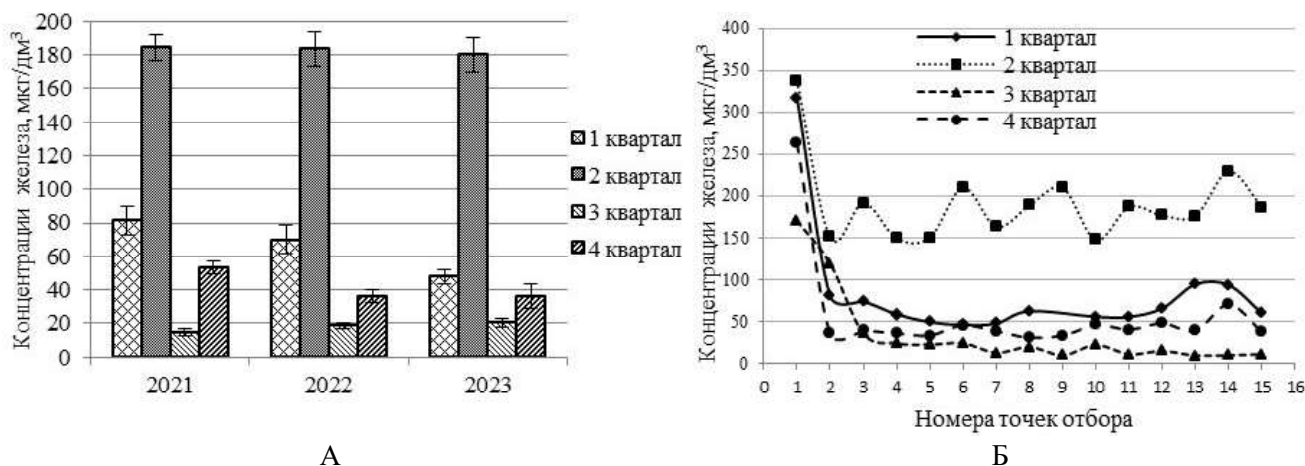 Концентрации железа, мкг/дм³
200
180
160
140
120
100
80
60
40
20
0
2021
2022
2023
1 квартал
2 квартал
3 квартал
4 квартал
А
Концентрации железа, мкг/дм³
400
350
300
250
200
150
100
50
0
0 1 2 3 4 5 6 7 8 9 10 11 12 13 14 15 16
Номера точек отбора
1 квартал
2 квартал
3 квартал
4 квартал
Б